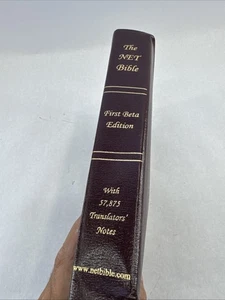 The
NET
Bible
First Beta
Edition
With
57,875
Translators'
Notes
www.netbible.com